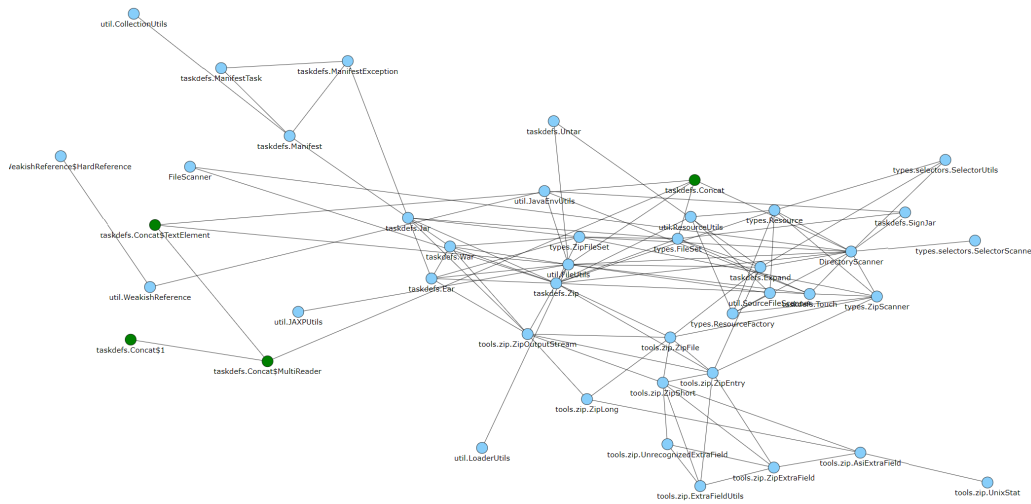 util.CollectionUtils
taskdefs.ManifestException
taskdefs.ManifestTask
taskdefs.Untar
taskdefs.Manifest
/eakishReference$HardReference
FileScanner
types.selectors.SelectorUtils
taskdefs.Concat
util.JavaEnvUtils
types.Resource
taskdefs.SignJar
util.ResourceUtils
taskdefs.Jar
taskdefs.Concat$TextElement
types.ZipFileSet
types.FileSet
taskdefs.War
DirectoryScanner
types.selectors.SelectorScanner
util.FileUtils
taskdefs.Expand
taskdefs.Ear
taskdefs.Zip
util.WeakishReference
taskdefs.Touch
types.ZipScanner
util.JAXPUtils
types.ResourceFactory
tools.zip.ZipOutputStream
tools.zip.ZipFile
taskdefs.Concat$1
taskdefs.Concat$MultiReader
tools.zip.ZipEntry
tools.zip.ZipShort
tools.zip.ZipLong
util.LoaderUtils
tools.zip.UnrecognizedExtraField
tools.zip.AsiExtraField
tools.zip.ZipExtraField
tools.zip.ExtraFieldUtils
tools.zip.UnixStat